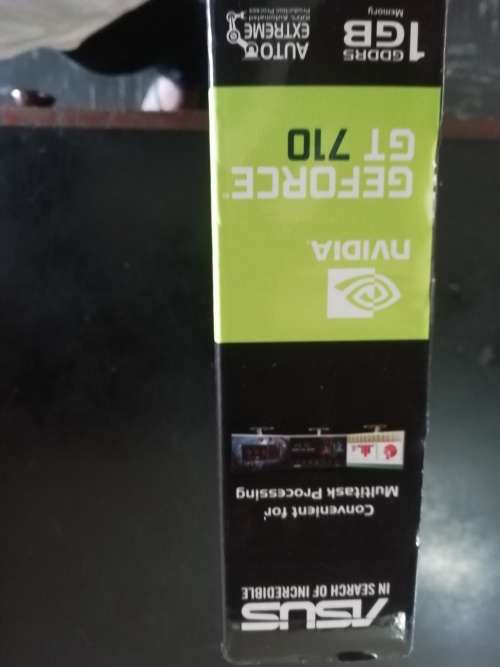 ASUS
IN SEARCH OF INCREDIBLE
Convenient for
Multitask Processing
NVIDIA.
GEFORCE
GT 710
1GB
GDDR5
Memory
AUTO
EXTREME
100% Automated
Production Process